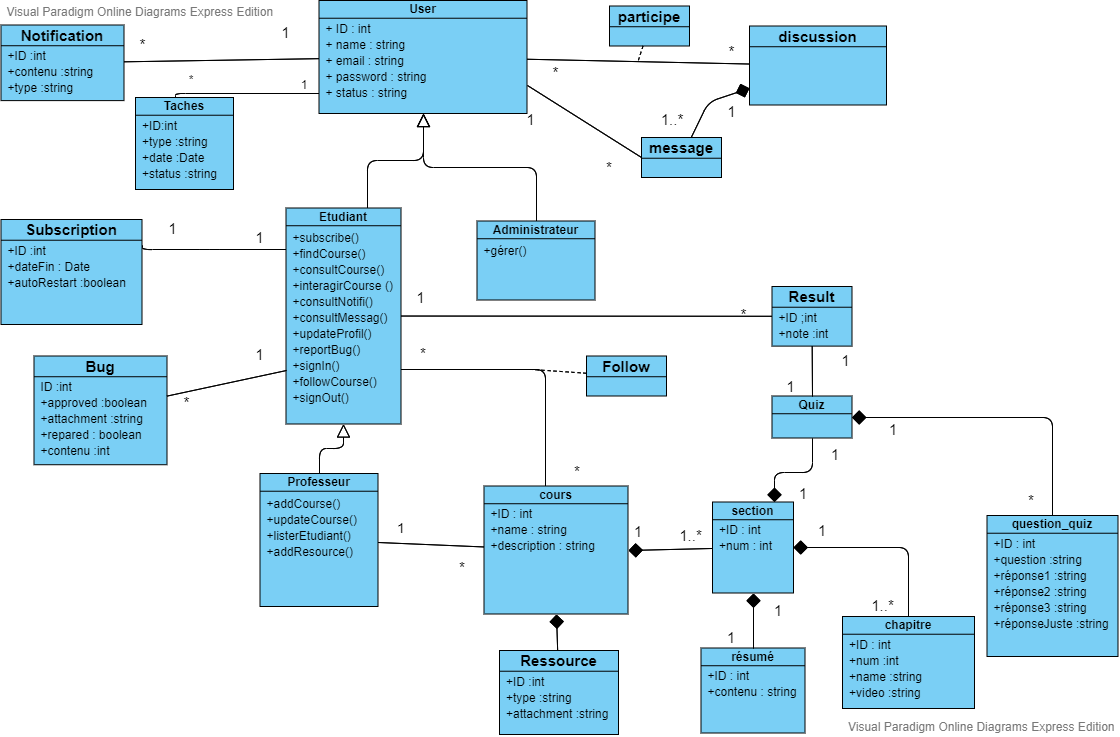 Visual Paradigm Online Diagrams Express Edition
User
+ ID : int
+ name : string
+ email : string
+ password : string
+ status : string
participe
discussion
Notification
+ID :int
+contenu :string
+type :string
*
1
*
*
*
1
Taches
+ID:int
+type :string
+date :Date
+status :string
1
*
1..*
1
message
Etudiant
+subscribe()
+findCourse()
+consultCourse()
+interagirCourse ()
+consultNotifi()
+consultMessag()
+updateProfil()
+reportBug()
+signIn()
+followCourse()
+signOut()
Administrateur
+gérer()
Subscription
+ID :int
+dateFin : Date
+autoRestart :boolean
1
1
1
*
Result
+ID ;int
+note :int
Bug
ID :int
+approved :boolean
+attachment :string
+repared : boolean
+contenu :int
1
*
*
*
Follow
1
1
Quiz
1
*
1
1
Professeur
+addCourse()
+updateCourse()
+listerEtudiant()
+addResource()
1
*
cours
+ID : int
+name : string
+description : string
1
1..*
section
+ID : int
+num : int
1
1..*
1
1
question_quiz
+ID : int
+question :string
+réponse1 :string
+réponse2 :string
+réponse3 :string
+réponseJuste :string
chapitre
+ID : int
+num :int
+name :string
+video :string
Ressource
+ID :int
+type :string
+attachment :string
résumé
+ID : int
+contenu : string
Visual Paradigm Online Diagrams Express Edition